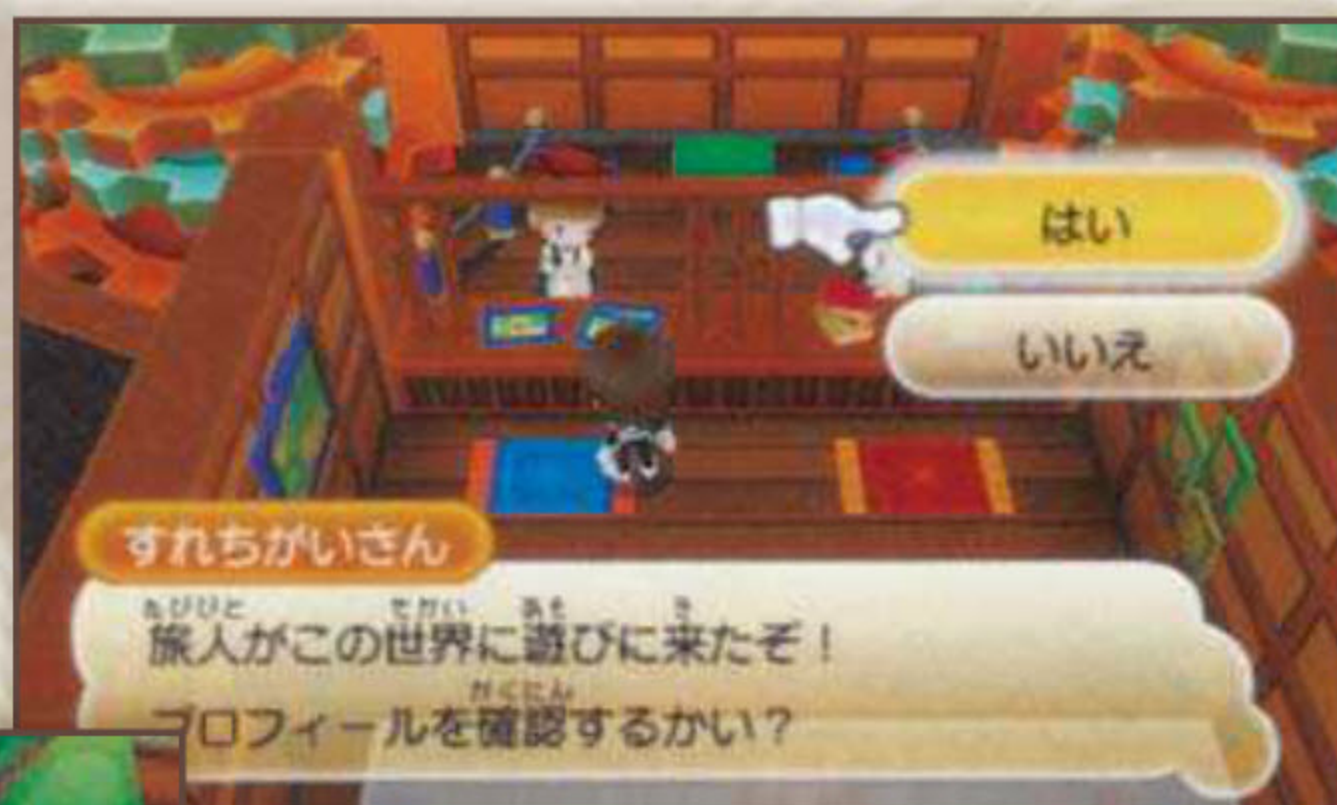 はい
いいえ
すれちがいさん
旅人がこの世界に遊びに来たぞ！
プロフィールを確認するかい？